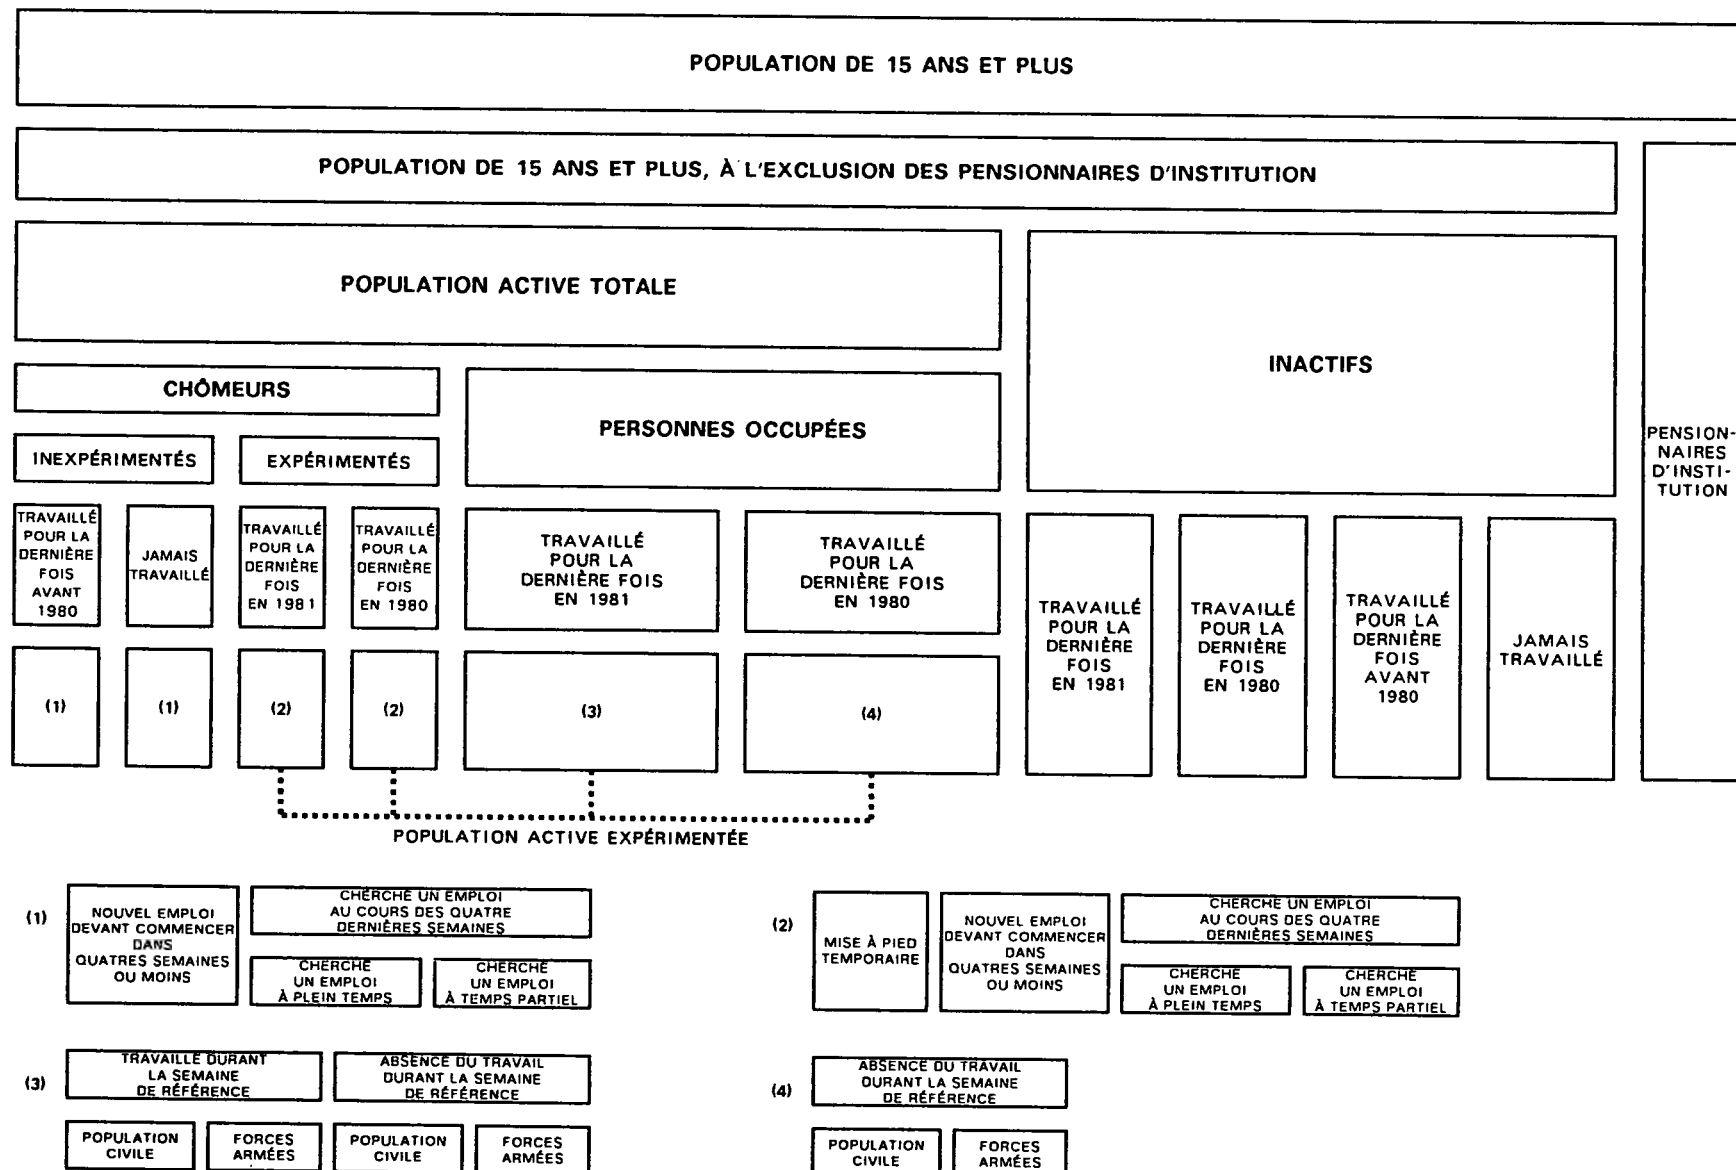 POPULATION DE 15 ANS ET PLUS
POPULATION DE 15 ANS ET PLUS, À L'EXCLUSION DES PENSIONNAIRES D'INSTITUTION
POPULATION ACTIVE TOTALE
INACTIFS
PENSION-
NAIRES
D'INSTI-
TUTION
CHÔMEURS
PERSONNES OCCUPÉES
INEXPÉRIMENTÉS
EXPÉRIMENTÉS
TRAVAILLÉ
POUR LA
DERNIÈRE
FOIS
AVANT
1980
JAMAIS
TRAVAILLÉ
TRAVAILLÉ
POUR LA
DERNIÈRE
FOIS
EN 1981
TRAVAILLÉ
POUR LA
DERNIÈRE
FOIS
EN 1980
TRAVAILLÉ
POUR LA
DERNIÈRE FOIS
EN 1981
TRAVAILLÉ
POUR LA
DERNIÈRE FOIS
EN 1980
TRAVAILLÉ
POUR LA
DERNIÈRE
FOIS
EN 1981
TRAVAILLÉ
POUR LA
DERNIÈRE
FOIS
EN 1980
TRAVAILLÉ
POUR LA
DERNIÈRE
FOIS
AVANT
1980
JAMAIS
TRAVAILLÉ
(1)
(1)
(2)
(2)
(3)
(4)
POPULATION ACTIVE EXPÉRIMENTÉE
(1)
NOUVEL EMPLOI
DEVANT COMMENCER
DANS
QUATRES SEMAINES
OU MOINS
CHERCHÉ UN EMPLOI
AU COURS DES QUATRE
DERNIÈRES SEMAINES
CHERCHÉ
UN EMPLOI
À PLEIN TEMPS
CHERCHÉ
UN EMPLOI
À TEMPS PARTIEL
(2)
MISE À PIED
TEMPORAIRE
NOUVEL EMPLOI
DEVANT COMMENCER
DANS
QUATRES SEMAINES
OU MOINS
CHERCHÉ UN EMPLOI
AU COURS DES QUATRE
DERNIÈRES SEMAINES
CHERCHÉ
UN EMPLOI
À PLEIN TEMPS
CHERCHÉ
UN EMPLOI
À TEMPS PARTIEL
(3)
TRAVAILLÉ DURANT
LA SEMAINE
DE RÉFÉRENCE
ABSENCE DU TRAVAIL
DURANT LA SEMAINE
DE RÉFÉRENCE
POPULATION
CIVILE
FORCES
ARMÉES
POPULATION
CIVILE
FORCES
ARMÉES
(4)
ABSENCE DU TRAVAIL
DURANT LA SEMAINE
DE RÉFÉRENCE
POPULATION
CIVILE
FORCES
ARMÉES